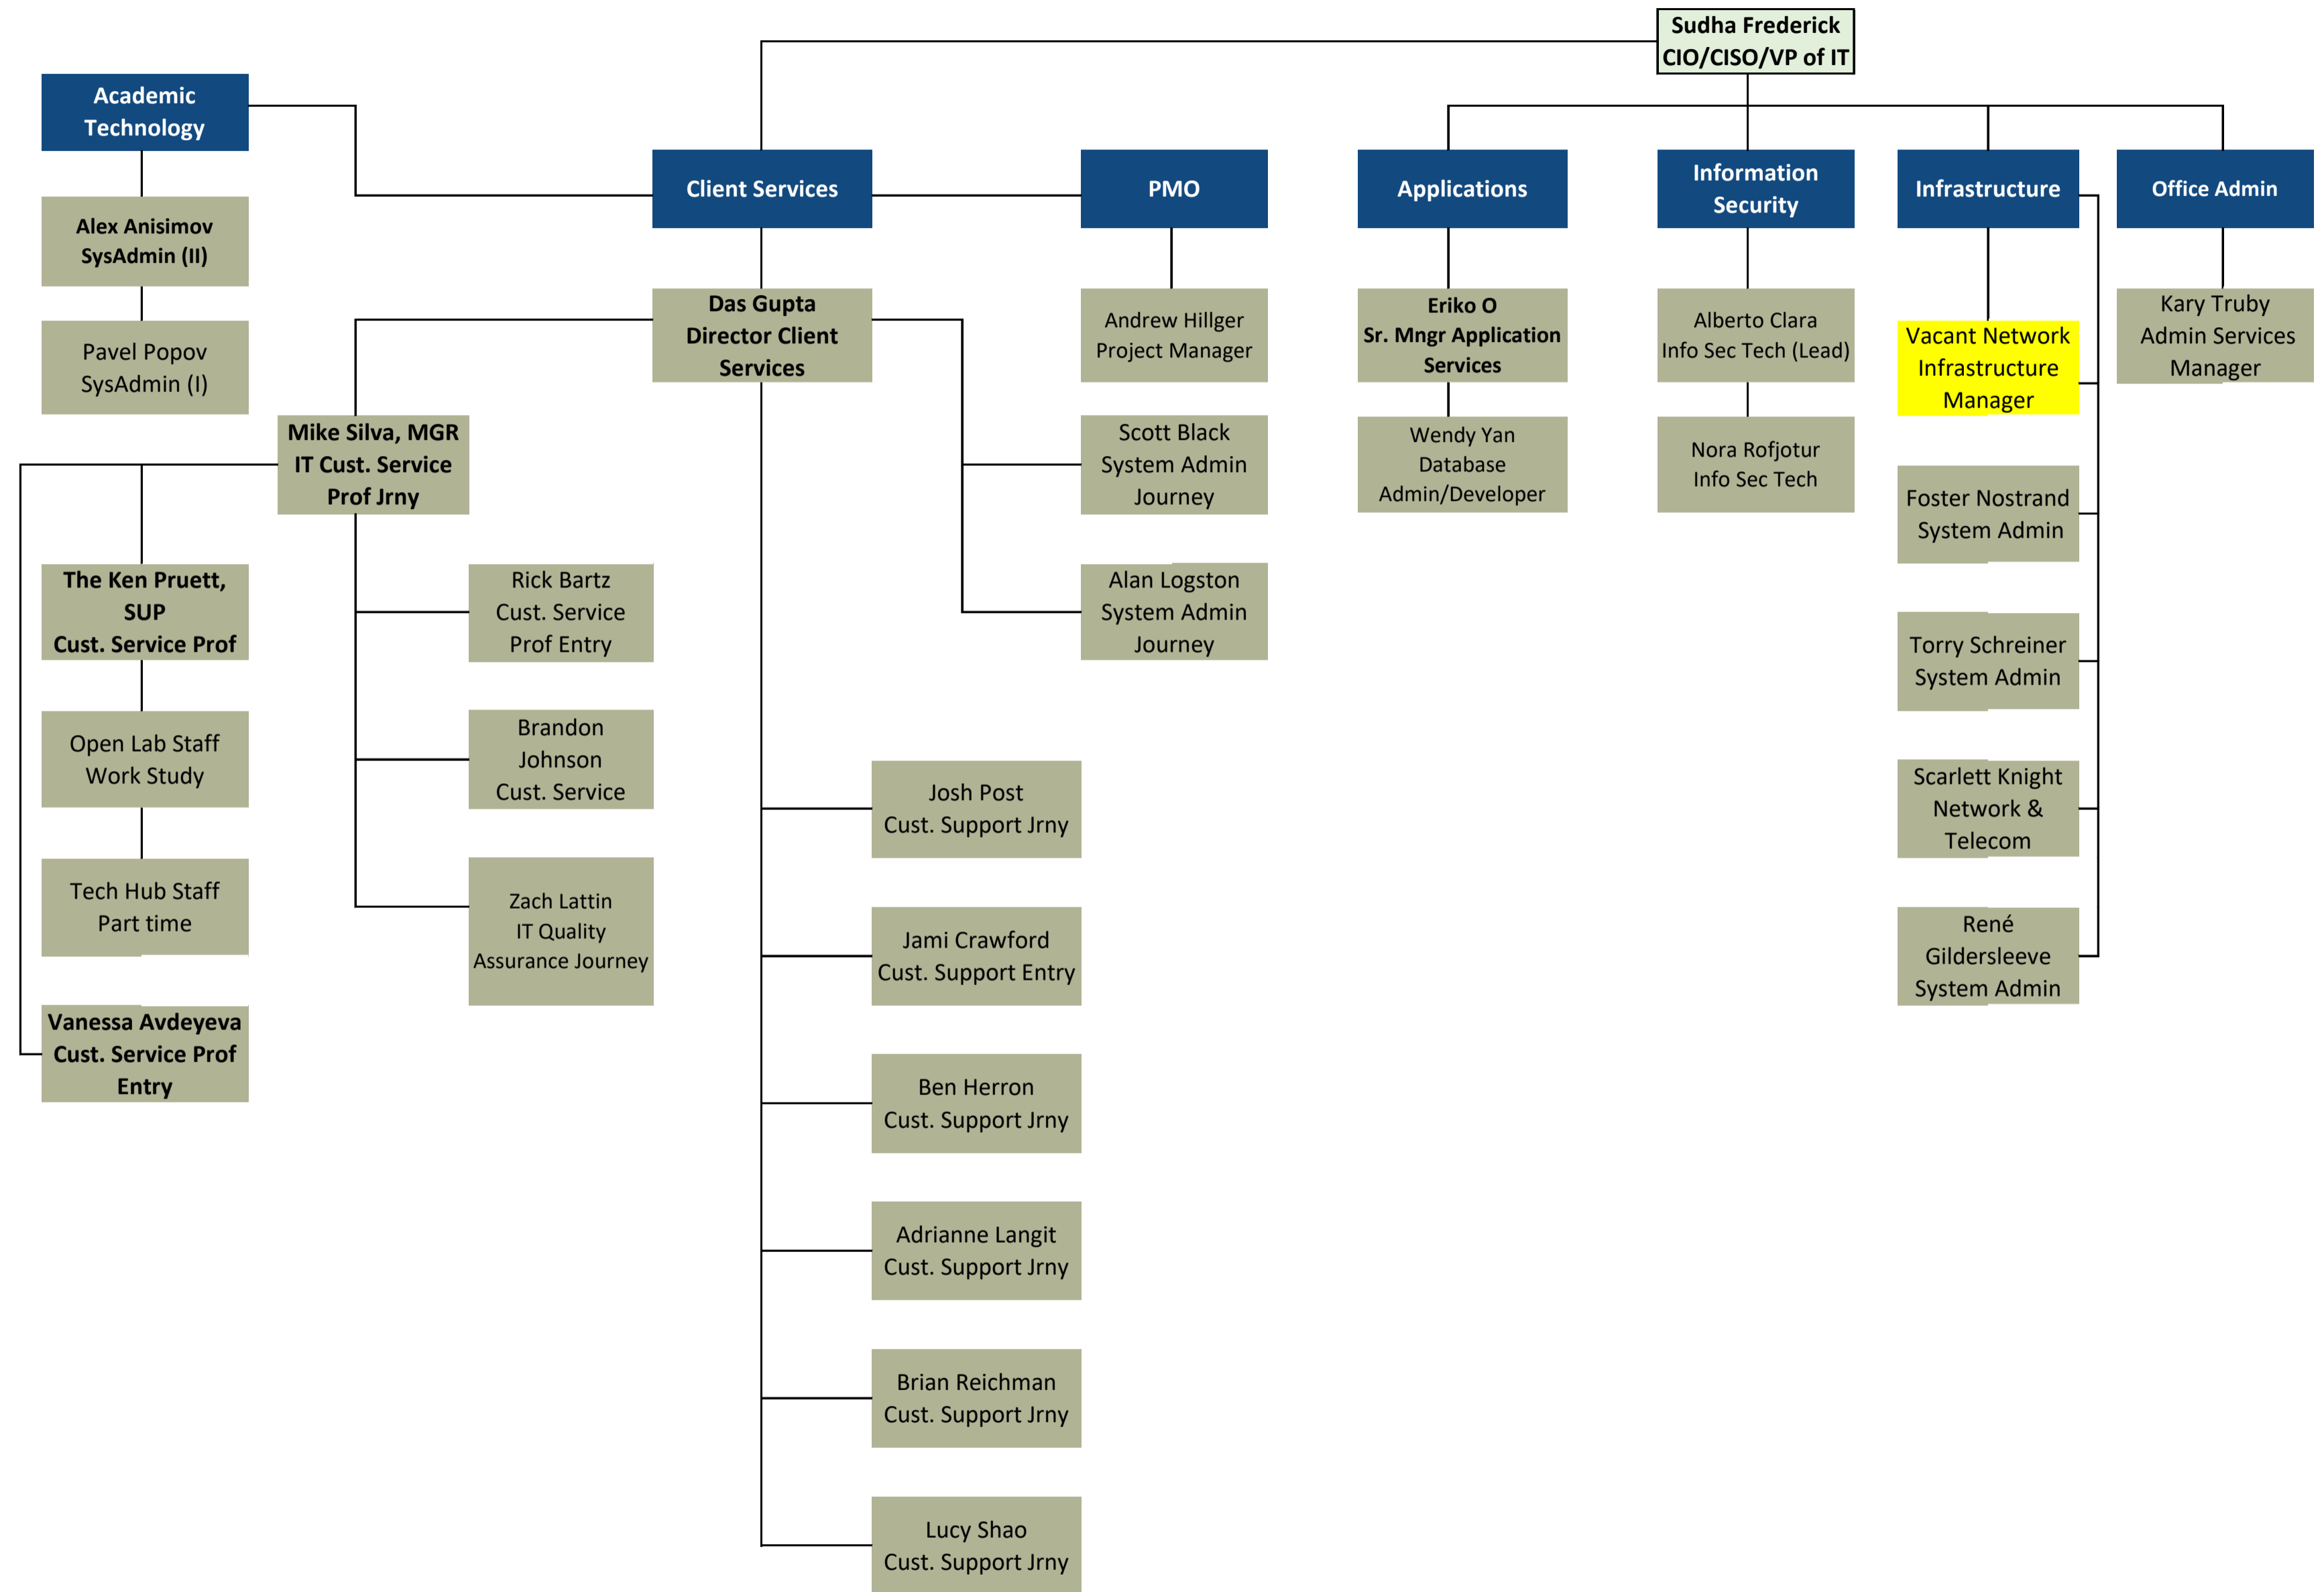 Sudha Frederick
CIO/CISO/VP of IT
Academic
Technology
Client Services
PMO
Applications
Information
Security
Infrastructure
Office Admin
Alex Anisimov
SysAdmin (II)
Pavel Popov
SysAdmin (I)
Das Gupta
Director Client
Services
Andrew Hillger
Project Manager
Eriko O
Sr. Mngr Application
Services
Alberto Clara
Info Sec Tech (Lead)
Vacant Network
Infrastructure
Manager
Kary Truby
Admin Services
Manager
Mike Silva, MGR
IT Cust. Service
Prof Jrny
Scott Black
System Admin
Journey
Wendy Yan
Database
Admin/Developer
Nora Rofjotur
Info Sec Tech
Foster Nostrand
System Admin
The Ken Pruett,
SUP
Cust. Service Prof
Rick Bartz
Cust. Service
Prof Entry
Alan Logston
System Admin
Journey
Torry Schreiner
System Admin
Open Lab Staff
Work Study
Brandon
Johnson
Cust. Service
Josh Post
Cust. Support Jrny
Scarlett Knight
Network &
Telecom
Tech Hub Staff
Part time
Zach Lattin
IT Quality
Assurance Journey
Jami Crawford
Cust. Support Entry
René
Gildersleeve
System Admin
Vanessa Avdeyeva
Cust. Service Prof
Entry
Ben Herron
Cust. Support Jrny
Adrianne Langit
Cust. Support Jrny
Brian Reichman
Cust. Support Jrny
Lucy Shao
Cust. Support Jrny